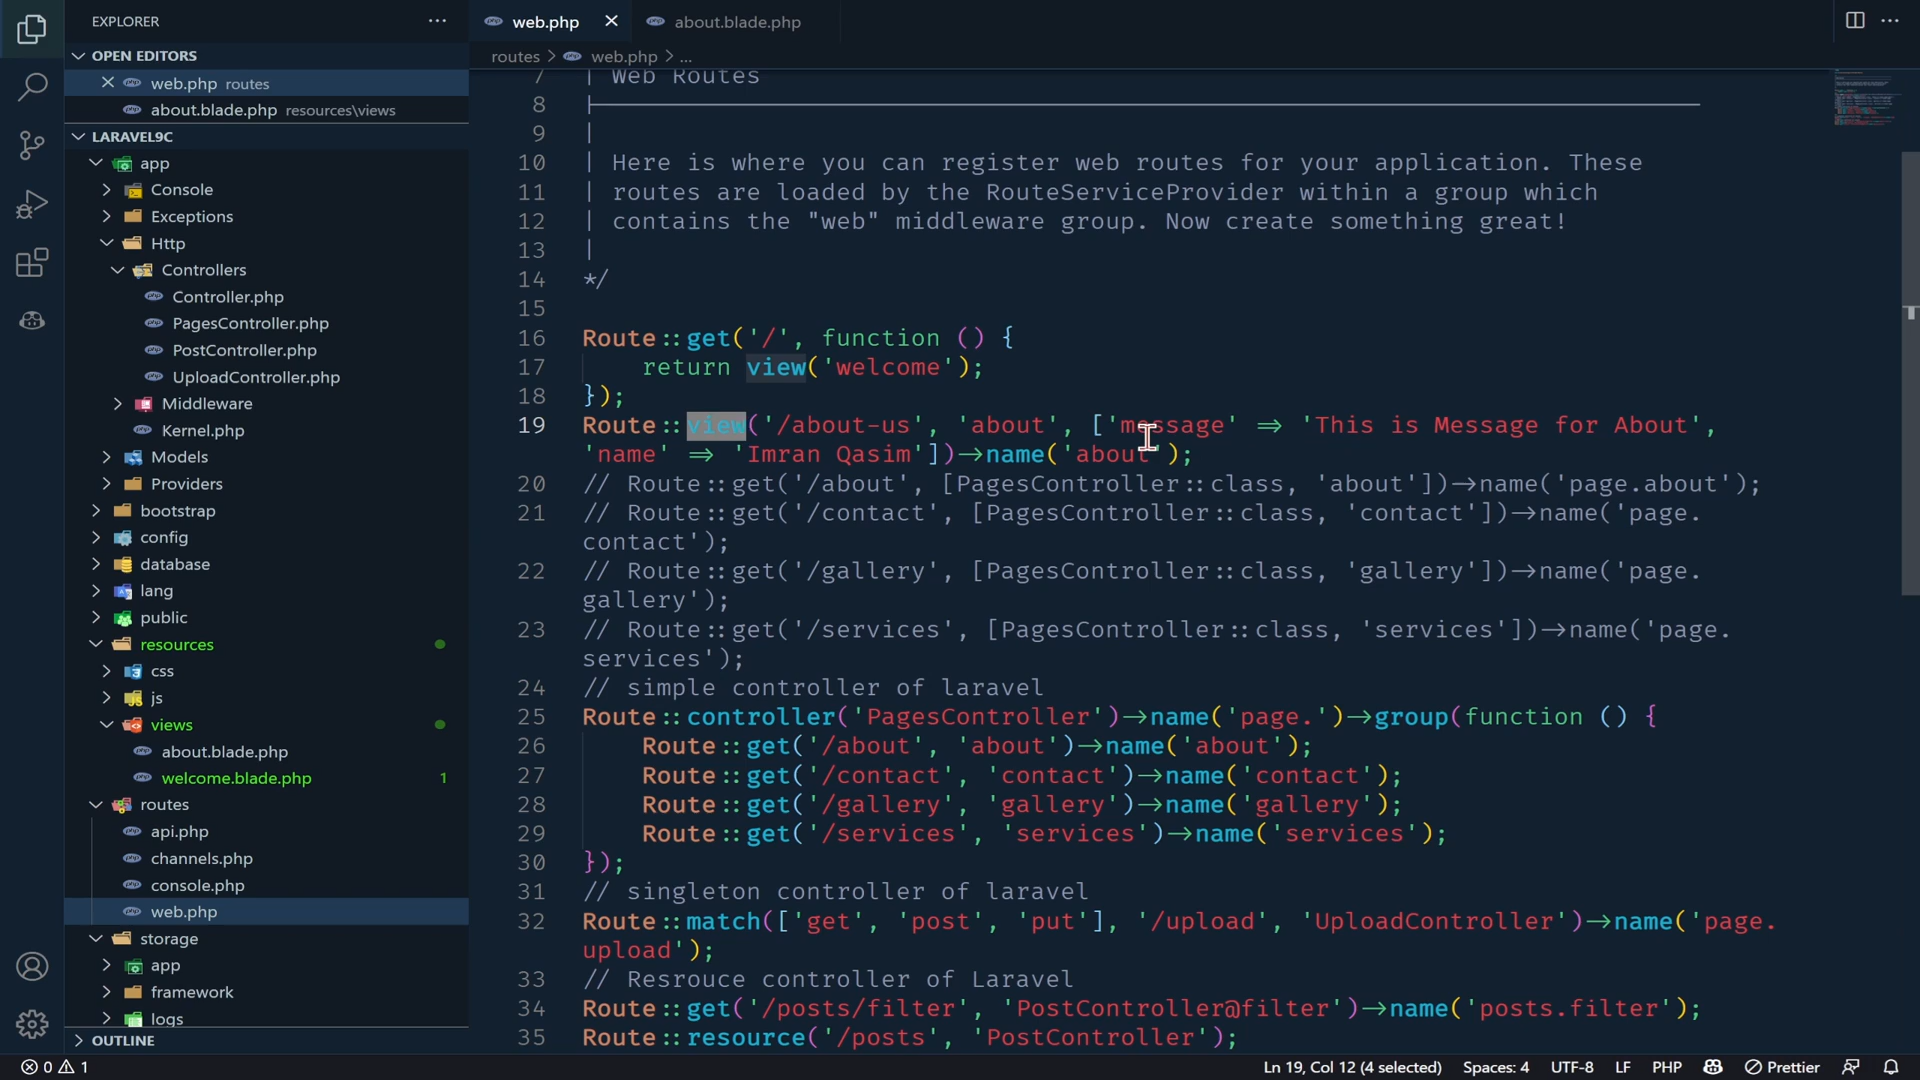 EXPLORER
OPEN EDITORS
web.php routes
about.blade.php resources\views
LARAVEL9C
app
Console
Exceptions
Http
Controllers
Controller.php
PagesController.php
PostController.php
UploadController.php
Middleware
Kernel.php
Models
Providers
bootstrap
config
database
lang
public
resources
css
js
views
about.blade.php
welcome.blade.php 1
routes
api.php
channels.php
console.php
web.php
storage
app
framework
logs
OUTLINE
web.php about.blade.php
routes > web.php > ...
7 | Web Routes
8 |--------------------------------------------------------------------------
9 |
10 | Here is where you can register web routes for your application. These
11 | routes are loaded by the RouteServiceProvider within a group which
12 | contains the "web" middleware group. Now create something great!
13 |
14 */
15
16 Route::get('/', function () {
17 return view('welcome');
18 });
19 Route::view('/about-us', 'about', ['message' => 'This is Message for About',
'name' => 'Imran Qasim'])->name('about');
20 // Route::get('/about', [PagesController::class, 'about'])->name('page.about');
21 // Route::get('/contact', [PagesController::class, 'contact'])->name('page.
contact');
22 // Route::get('/gallery', [PagesController::class, 'gallery'])->name('page.
gallery');
23 // Route::get('/services', [PagesController::class, 'services'])->name('page.
services');
24 // simple controller of laravel
25 Route::controller('PagesController')->name('page.')->group(function () {
26 Route::get('/about', 'about')->name('about');
27 Route::get('/contact', 'contact')->name('contact');
28 Route::get('/gallery', 'gallery')->name('gallery');
29 Route::get('/services', 'services')->name('services');
30 });
31 // singleton controller of laravel
32 Route::match(['get', 'post', 'put'], '/upload', 'UploadController')->name('page.
upload');
33 // Resrouce controller of Laravel
34 Route::get('/posts/filter', 'PostController@filter')->name('posts.filter');
35 Route::resource('/posts', 'PostController');
0 1 Ln 19, Col 12 (4 selected) Spaces: 4 UTF-8 LF PHP Prettier